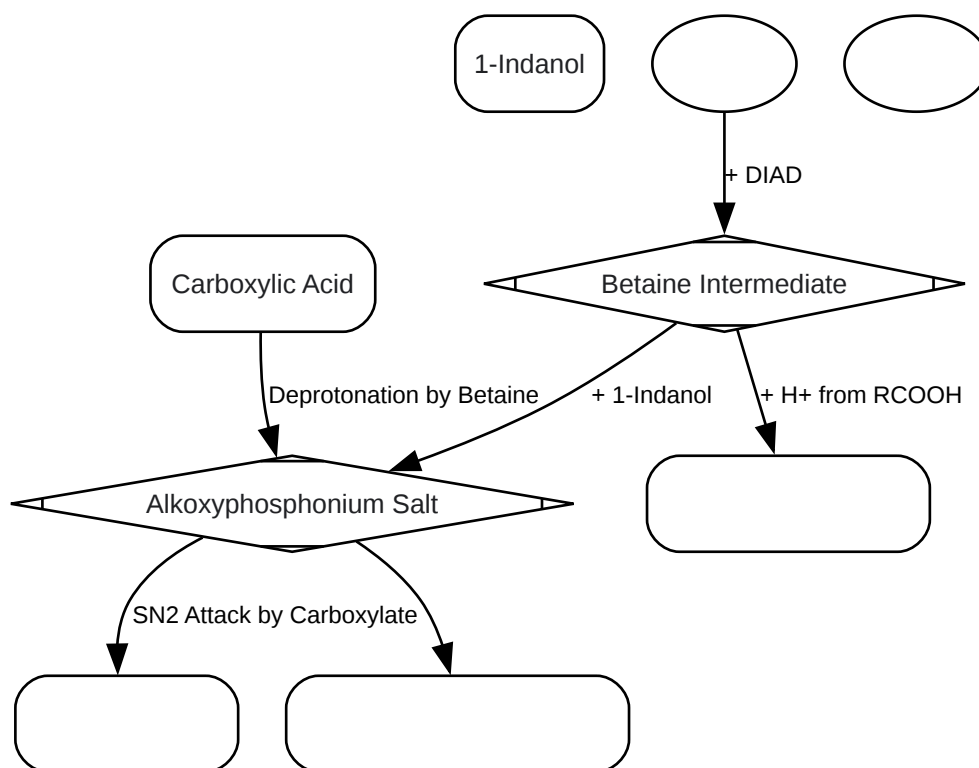 1-Indanol
+ DIAD
Carboxylic Acid
Betaine Intermediate
Deprotonation by Betaine
+ 1-Indanol
+ H+ from RCOOH
Alkoxyphosphonium Salt
SN2 Attack by Carboxylate